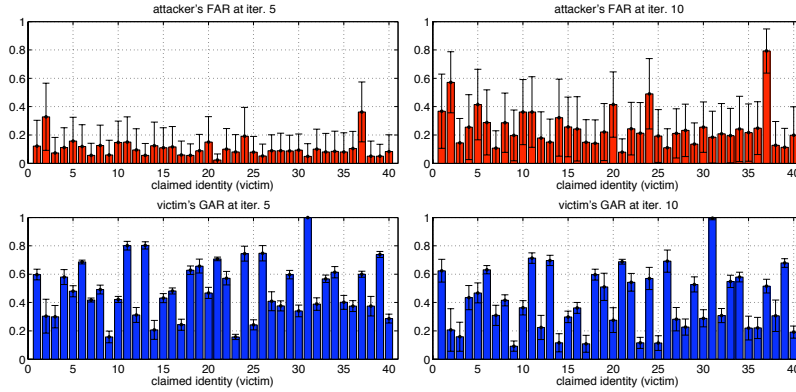 attacker's FAR at iter. 5
1
0.8
0.6
0.4
0.2
0
0 5 10 15 20 25 30 35 40
claimed identity (victim)
attacker's FAR at iter. 10
1
0.8
0.6
0.4
0.2
0
0 5 10 15 20 25 30 35 40
claimed identity (victim)
victim's GAR at iter. 5
1
0.8
0.6
0.4
0.2
0
0 5 10 15 20 25 30 35 40
claimed identity (victim)
victim's GAR at iter. 10
1
0.8
0.6
0.4
0.2
0
0 5 10 15 20 25 30 35 40
claimed identity (victim)